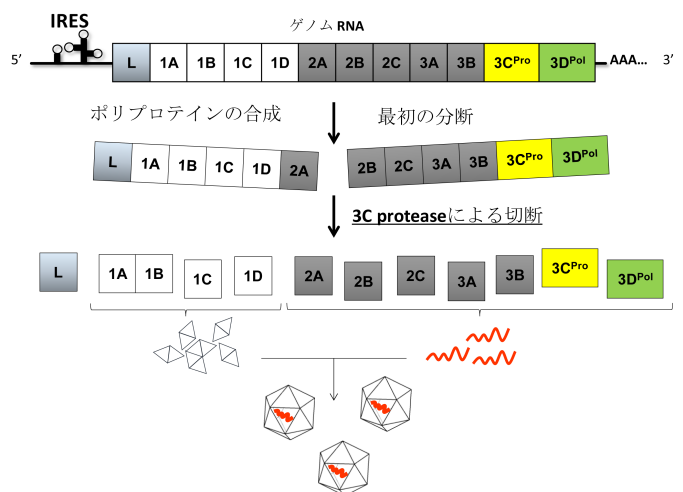 IRES
ゲノム RNA
5’ L 1A 1B 1C 1D 2A 2B 2C 3A 3B 3CPro 3DPol AAA... 3’
ポリプロテインの合成 最初の分断
L 1A 1B 1C 1D 2A 2B 2C 3A 3B 3CPro 3DPol
3C proteaseによる切断
L 1A 1B 1C 1D 2A 2B 2C 3A 3B 3CPro 3DPol